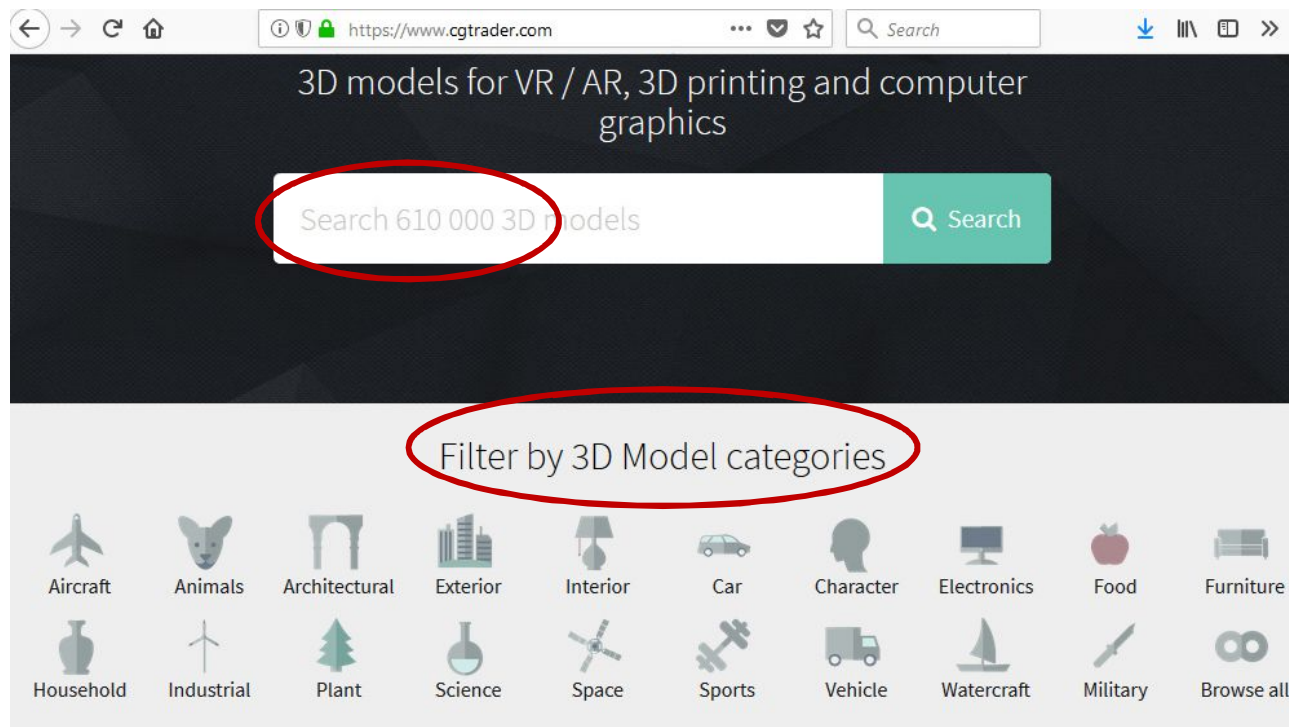 https://www.cgtrader.com
Search
3D models for VR / AR, 3D printing and computer
graphics
Search 610 000 3D models
Search
Filter by 3D Model categories
Aircraft Animals Architectural Exterior Interior Car Character Electronics Food Furniture
Household Industrial Plant Science Space Sports Vehicle Watercraft Military Browse all